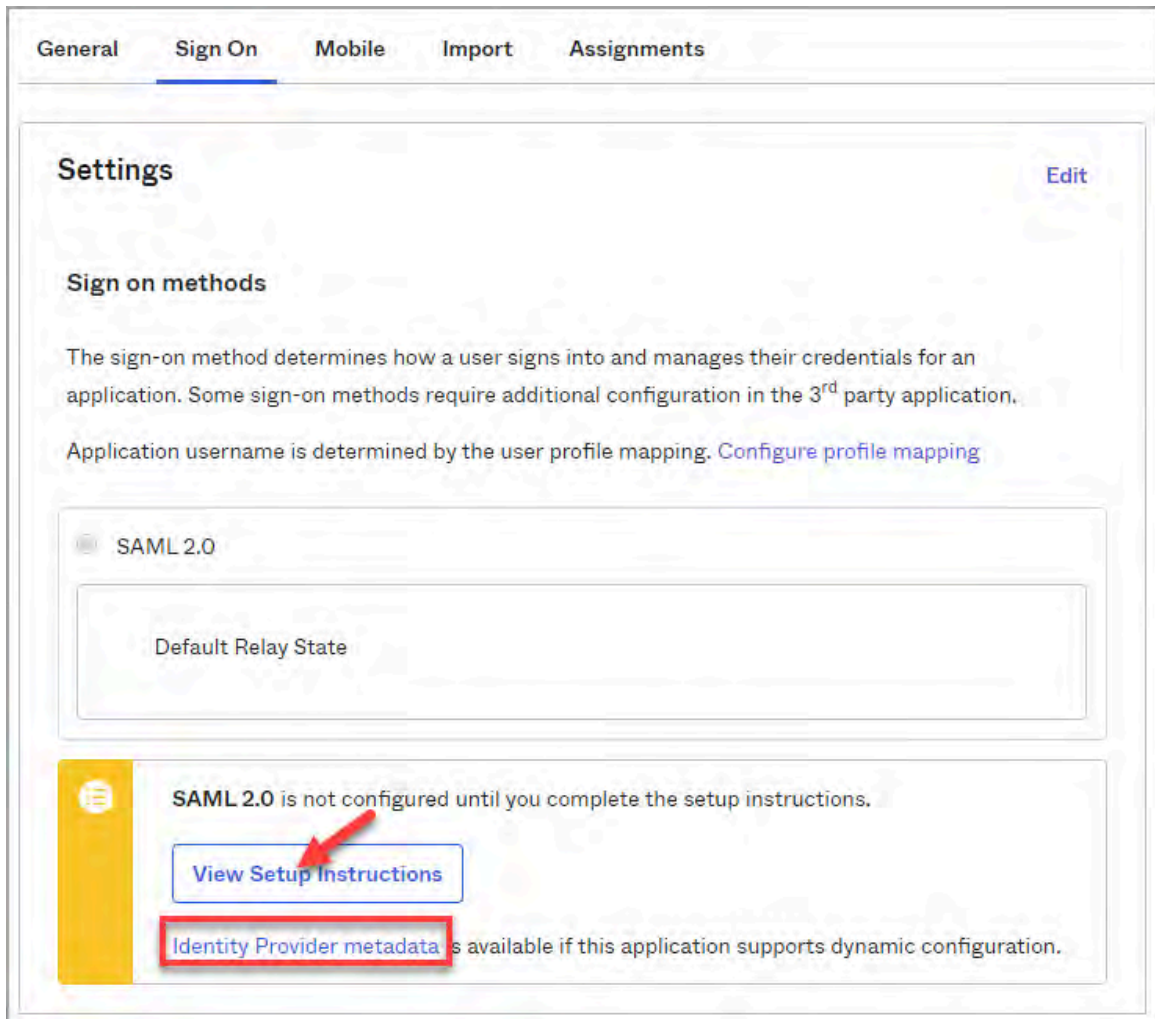 General Sign On Mobile Import Assignments
Settings
Edit
Sign on methods
The sign-on method determines how a user signs into and manages their credentials for an
application. Some sign-on methods require additional configuration in the 3rd party application.
Application username is determined by the user profile mapping. Configure profile mapping
SAML 2.0
Default Relay State
SAML 2.0 is not configured until you complete the setup instructions.
View Setup Instructions
Identity Provider metadata is available if this application supports dynamic configuration.